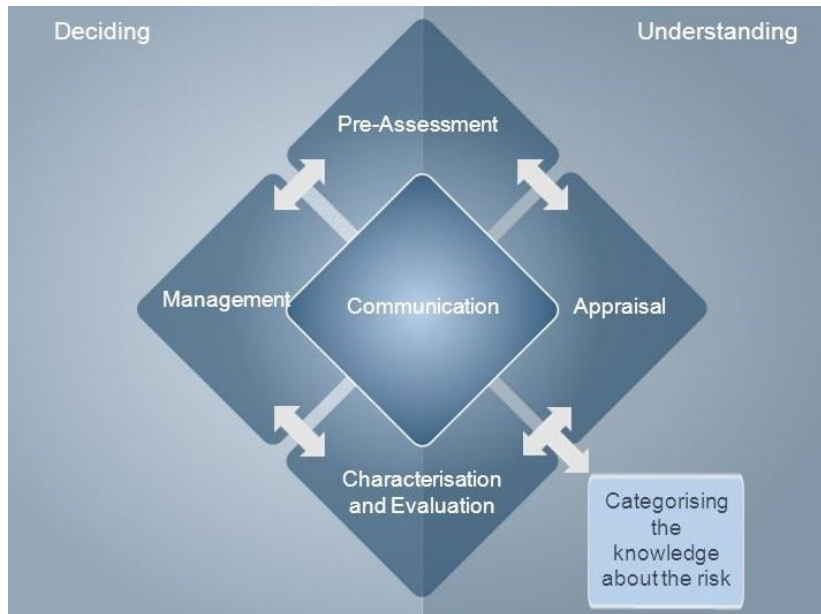 Deciding
Understanding
Pre-Assessment
Management
Communication
Appraisal
Characterisation
and Evaluation
Categorising
the
knowledge
about the risk